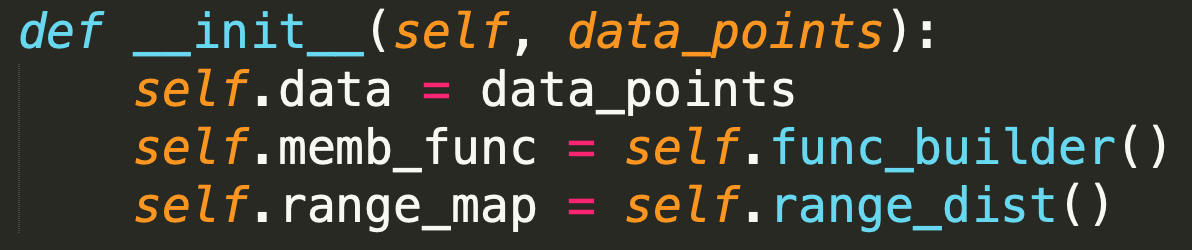 def __init__(self, data_points):
    self.data = data_points
    self.memb_func = self.func_builder()
    self.range_map = self.range_dist()